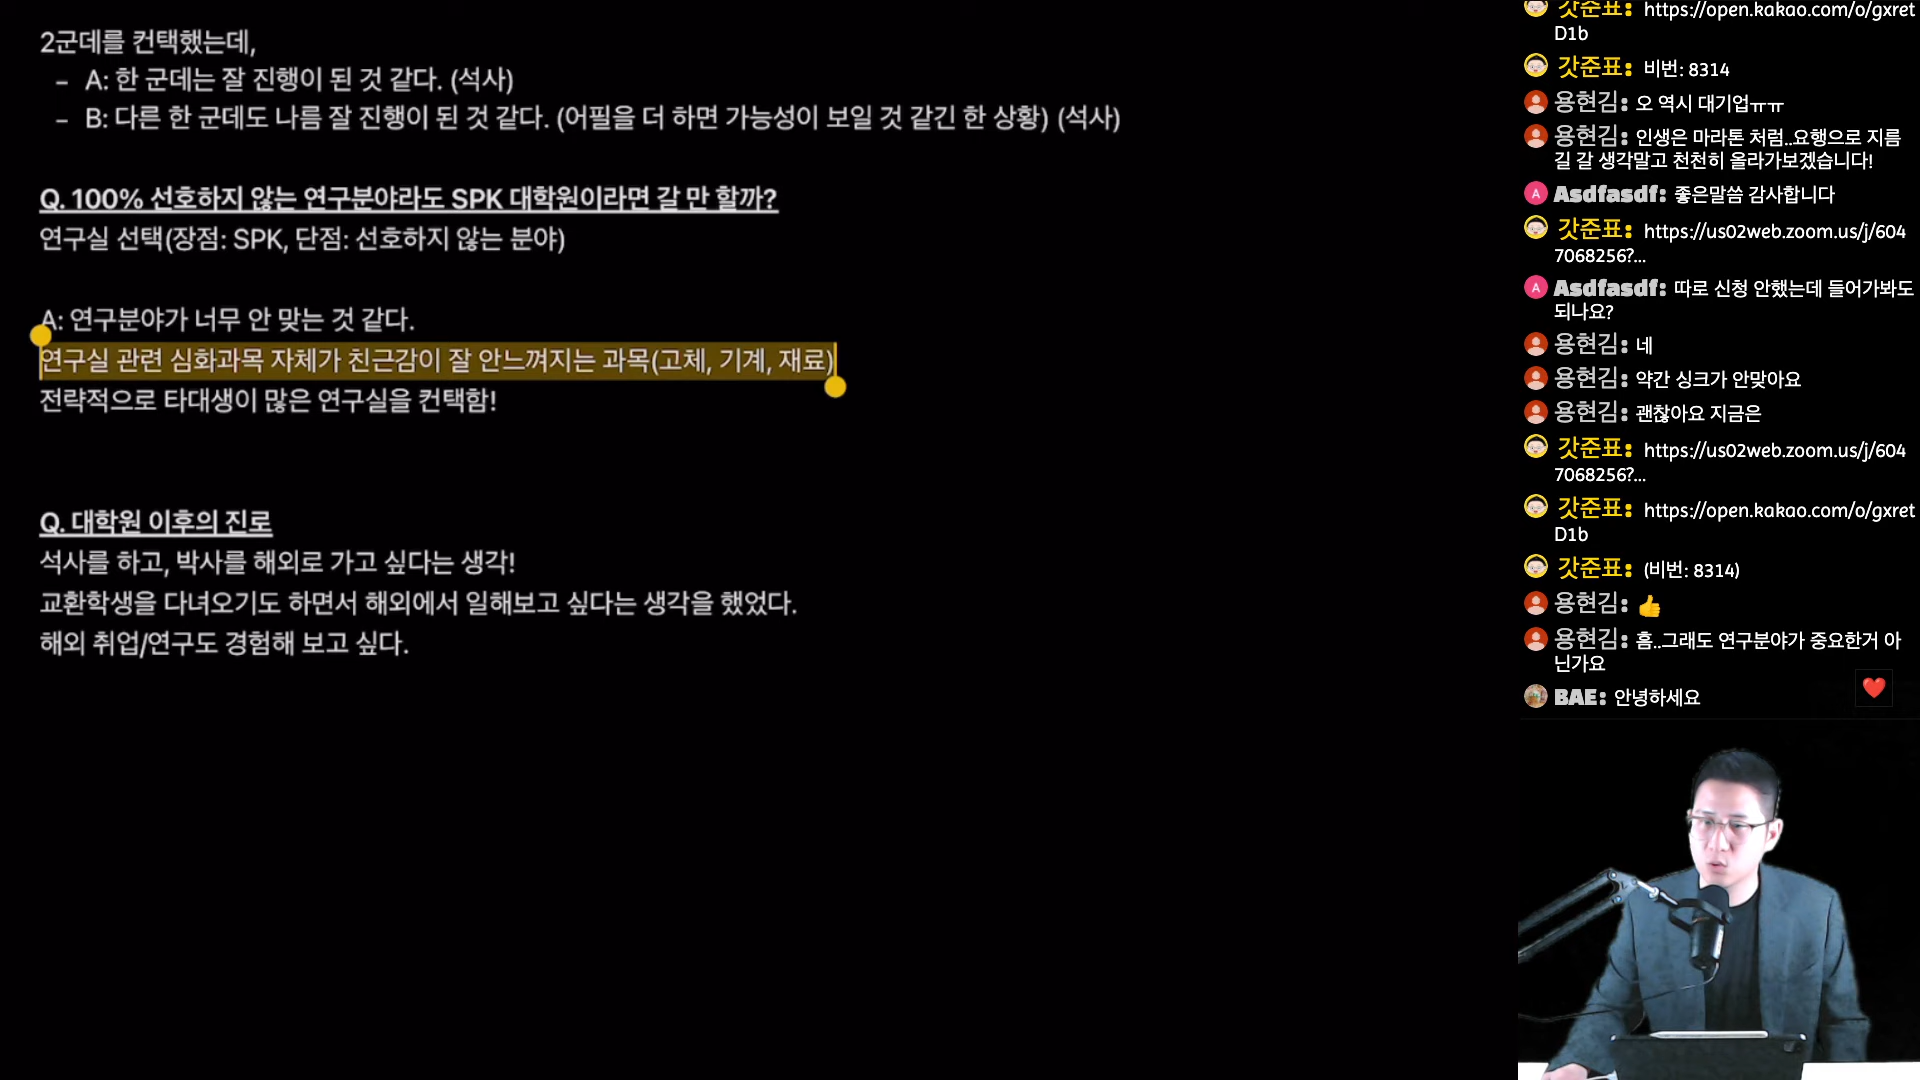 2군데를 컨택했는데,
– A: 한 군데는 잘 진행이 된 것 같다. (석사)
– B: 다른 한 군데도 나름 잘 진행이 된 것 같다. (어필을 더 하면 가능성이 보일 것 같긴 한 상황) (석사)
Q. 100% 선호하지 않는 연구분야라도 SPK 대학원이라면 갈 만 할까?
연구실 선택(장점: SPK, 단점: 선호하지 않는 분야)
A: 연구분야가 너무 안 맞는 것 같다.
연구실 관련 심화과목 자체가 친근감이 잘 안느껴지는 과목(고체, 기계, 재료)
전략적으로 타대생이 많은 연구실을 컨택함!
Q. 대학원 이후의 진로
석사를 하고, 박사를 해외로 가고 싶다는 생각!
교환학생을 다녀오기도 하면서 해외에서 일해보고 싶다는 생각을 했었다.
해외 취업/연구도 경험해 보고 싶다.
갓준표: https://open.kakao.com/o/gxret
D1b
갓준표: 비번: 8314
용현김: 오 역시 대기업ㅠㅠ
용현김: 인생은 마라톤 처럼..요행으로 지름
길 갈 생각말고 천천히 올라가보겠습니다!
A Asdfasdf: 좋은말씀 감사합니다
갓준표: https://us02web.zoom.us/j/604
7068256?...
A Asdfasdf: 따로 신청 안했는데 들어가봐도
되나요?
용현김: 네
용현김: 약간 싱크가 안맞아요
용현김: 괜찮아요 지금은
갓준표: https://us02web.zoom.us/j/604
7068256?...
갓준표: https://open.kakao.com/o/gxret
D1b
갓준표: (비번: 8314)
용현김: 👍
용현김: 흠..그래도 연구분야가 중요한거 아
닌가요
BAE: 안녕하세요